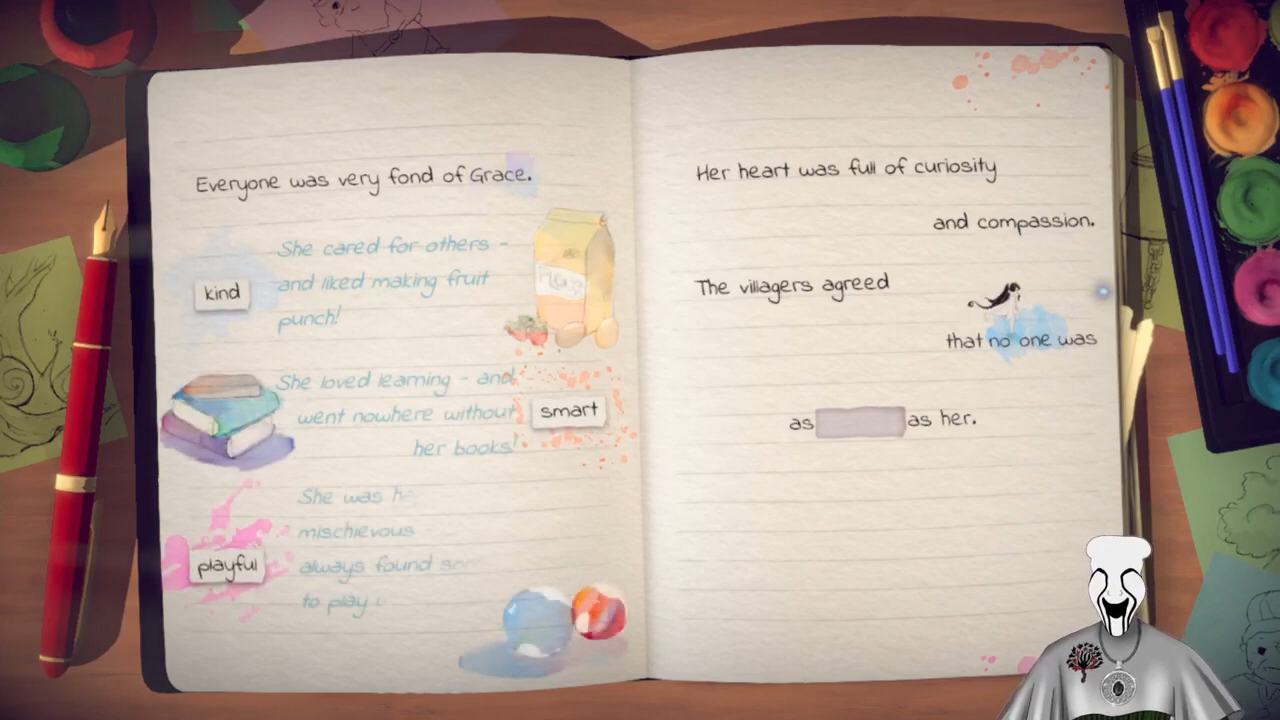 Everyone was very fond of Grace.
She cared for others -
and liked making fruit
punch!
kind
She loved learning - and
went nowhere without
her books!
smart
She was
mischievous
always found
to play
playful
Her heart was full of curiosity
and compassion.
The villagers agreed
that no one was
as as her.